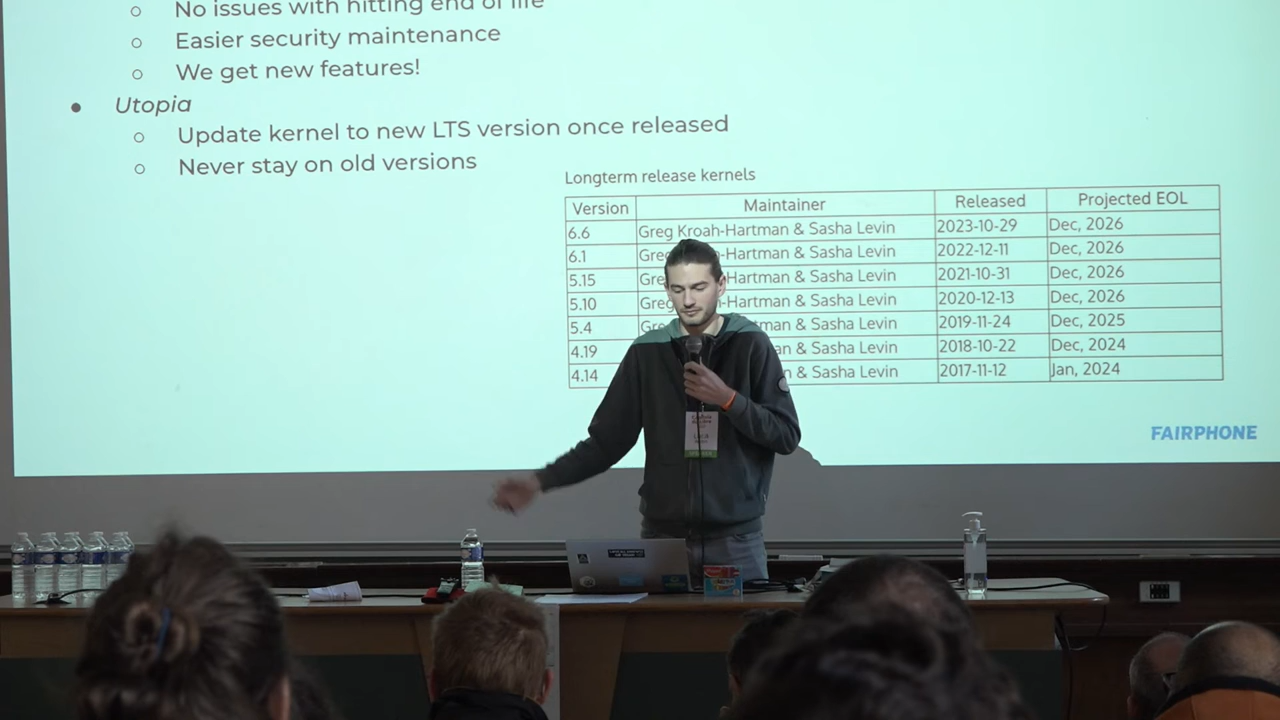 No issues with hitting end of life
Easier security maintenance
We get new features!
Utopia
Update kernel to new LTS version once released
Never stay on old versions
Longterm release kernels
Version Maintainer Released Projected EOL
6.6 Greg Kroah-Hartman & Sasha Levin 2023-10-29 Dec, 2026
6.1 Hartman & Sasha Levin 2022-12-11 Dec, 2026
5.15 Hartman & Sasha Levin 2021-10-31 Dec, 2026
5.10 Hartman & Sasha Levin 2020-12-13 Dec, 2026
5.4 & Sasha Levin 2019-11-24 Dec, 2025
4.19 & Sasha Levin 2018-10-22 Dec, 2024
4.14 & Sasha Levin 2017-11-12 Jan, 2024
FAIRPHONE